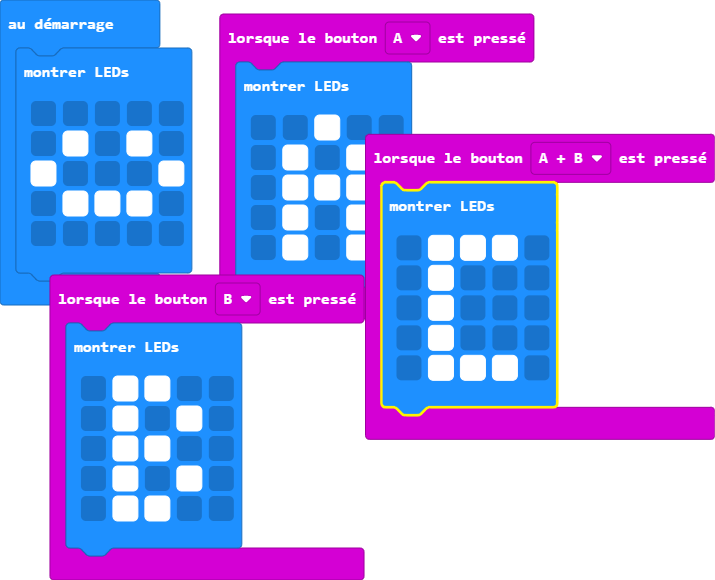 au démarrage
montrer LEDs
lorsque le bouton A est pressé
montrer LEDs
lorsque le bouton A + B est pressé
montrer LEDs
lorsque le bouton B est pressé
montrer LEDs